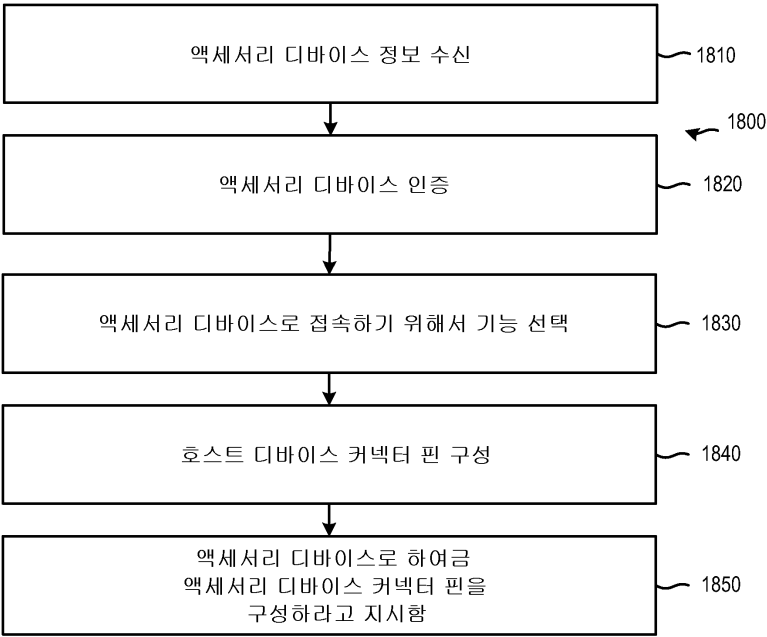 액세서리 디바이스 정보 수신
1810
1800
액세서리 디바이스 인증
1820
액세서리 디바이스로 접속하기 위해서 기능 선택
1830
호스트 디바이스 커넥터 핀 구성
1840
액세서리 디바이스로 하여금
액세서리 디바이스 커넥터 핀을
구성하라고 지시함
1850